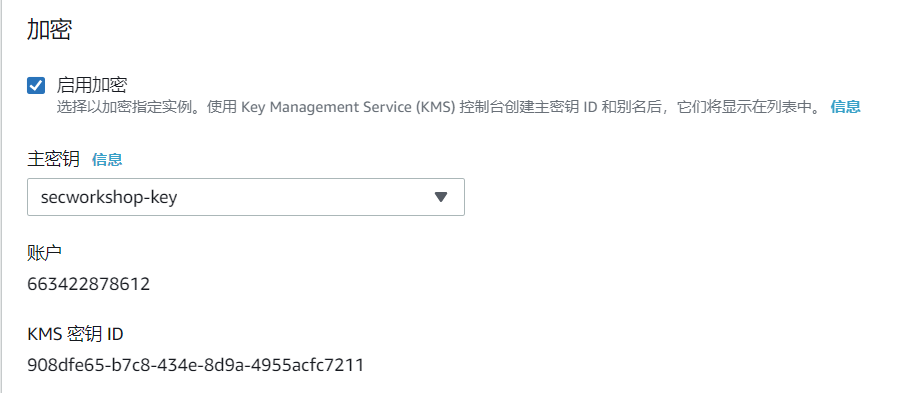 加密
启用加密
选择以加密指定实例。使用 Key Management Service (KMS) 控制台创建主密钥 ID 和别名后，它们将显示在列表中。 信息
主密钥 信息
secworkshop-key
账户
663422878612
KMS 密钥 ID
908dfe65-b7c8-434e-8d9a-4955acfc7211